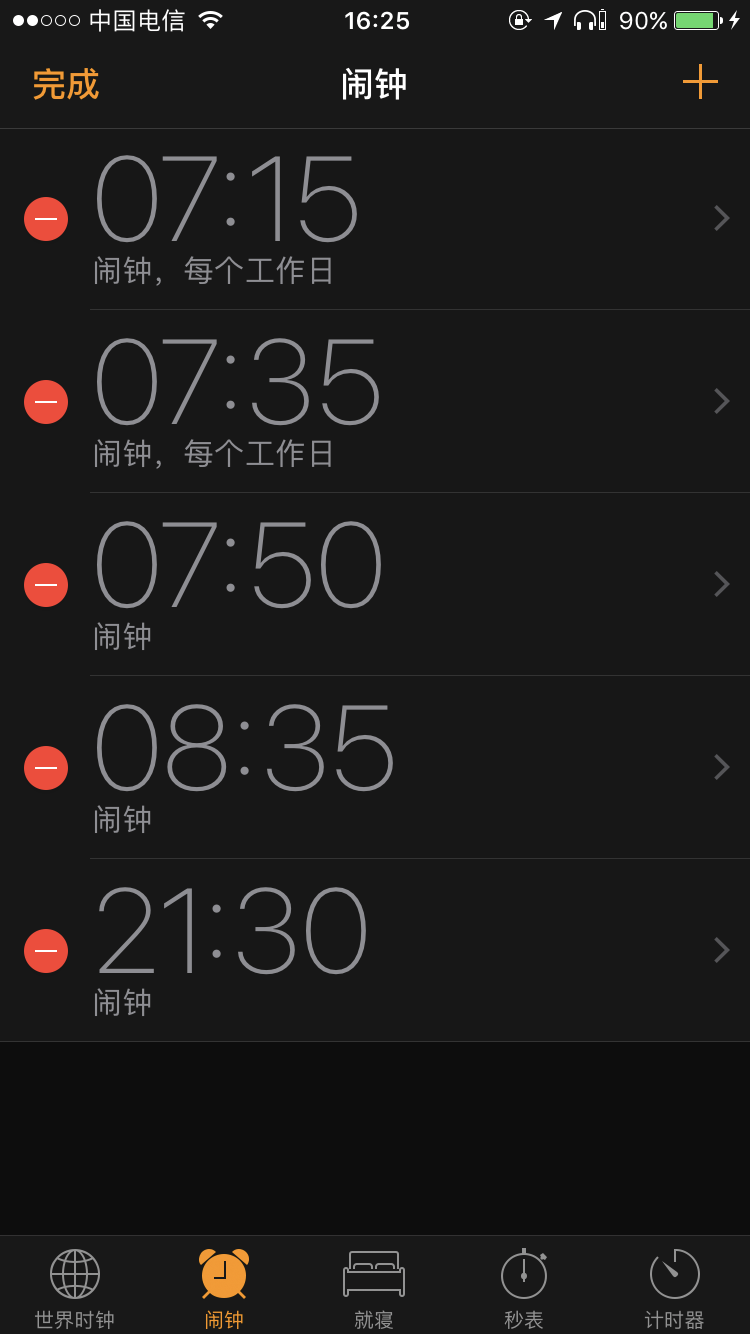 中国电信 16:25 90%
完成 闹钟
07:15
闹钟，每个工作日
07:35
闹钟，每个工作日
07:50
闹钟
08:35
闹钟
21:30
闹钟
世界时钟 闹钟 就寝 秒表 计时器